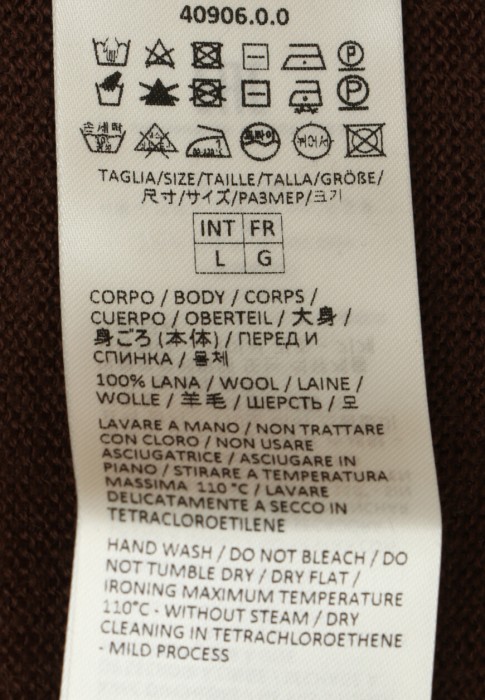 40906.0.0
TAGLIA/SIZE/TAILLE/TALLA/GRÖßE/
尺寸/サイズ/PA3MEP/크기
INT FR
L G
CORPO / BODY / CORPS /
CUERPO / OBERTEIL / 大身 /
身ごろ (本体) / ПЕРЕД И
СПИНКА / 몸체
100% LANA / WOOL / LAINE /
WOLLE / 羊毛 / ШЕРСТЬ / 모
LAVARE A MANO / NON TRATTARE
CON CLORO / NON USARE
ASCIUGATRICE / ASCIUGARE IN
PIANO / STIRARE A TEMPERATURA
MASSIMA 110°C / LAVARE
DELICATAMENTE A SECCO IN
TETRACLOROETILENE
HAND WASH / DO NOT BLEACH / DO
NOT TUMBLE DRY / DRY FLAT /
IRONING MAXIMUM TEMPERATURE
110°C - WITHOUT STEAM / DRY
CLEANING IN TETRACHLOROETHENE
- MILD PROCESS